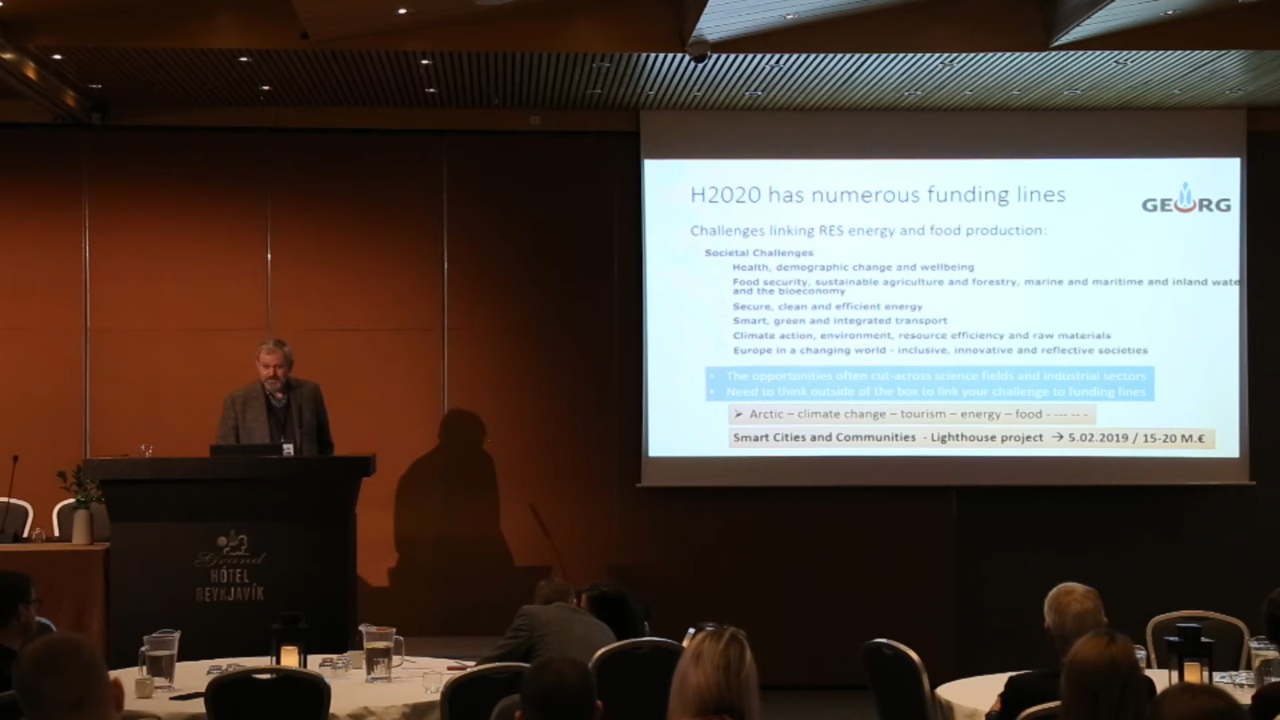 H2020 has numerous funding lines
GEORG
Challenges linking RES energy and food production:
Societal Challenges
Health, demographic change and wellbeing
Food security, sustainable agriculture and forestry, marine and maritime and inland wate
and the bioeconomy
Secure, clean and efficient energy
Smart, green and integrated transport
Climate action, environment, resource efficiency and raw materials
Europe in a changing world - inclusive, innovative and reflective societies
• The opportunities often cut-across science fields and industrial sectors
• Need to think outside of the box to link your challenge to funding lines
➢ Arctic – climate change – tourism – energy – food - --- -- -
Smart Cities and Communities - Lighthouse project → 5.02.2019 / 15-20 M.€
Grand
HÓTEL
REYKJAVÍK